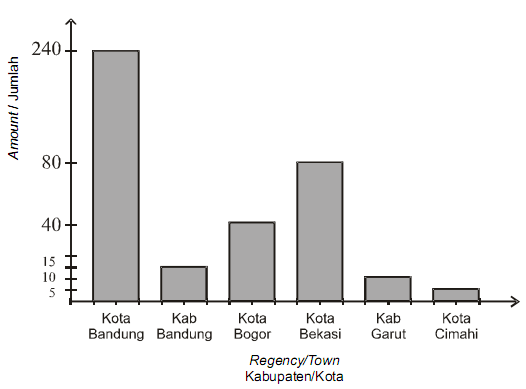 Amount / Jumlah
240
80
40
15
10
5
Kota Bandung
Kab Bandung
Kota Bogor
Kota Bekasi
Kab Garut
Kota Cimahi
Regency/Town
Kabupaten/Kota